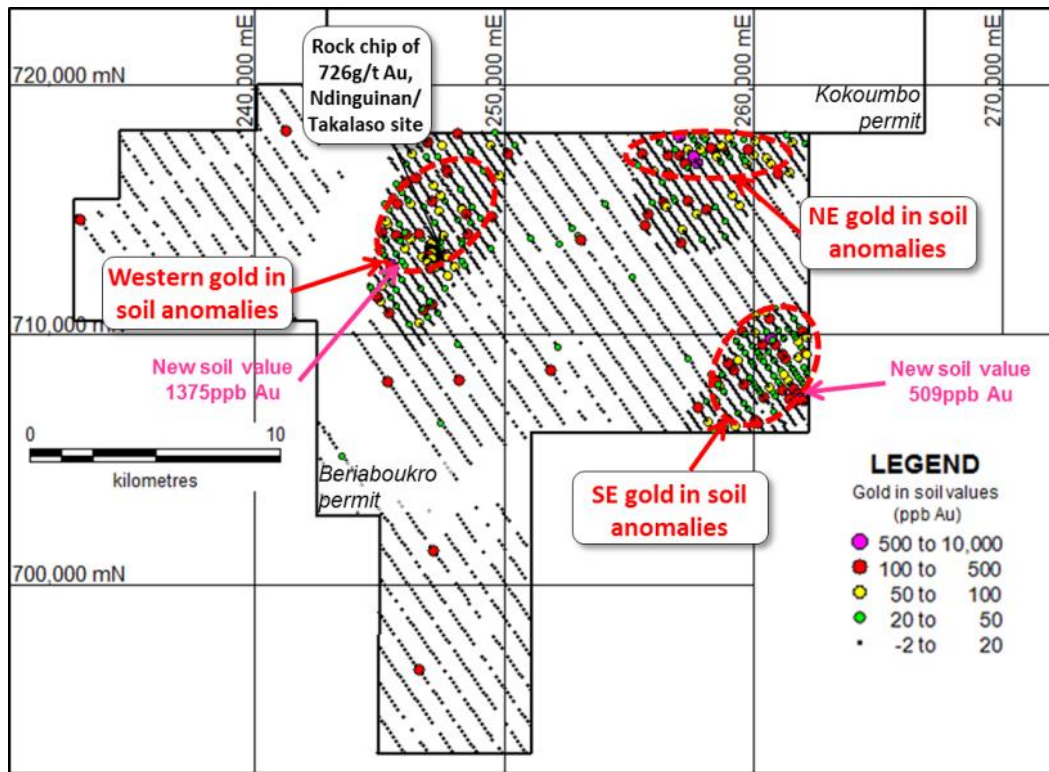 240,000 mE
250,000 mE
260,000 mE
270,000 mE
720,000 mN
Rock chip of
726g/t Au,
Ndinguinan/
Takalaso site
Kokoumbo
permit
NE gold in soil
anomalies
Western gold in
soil anomalies
710,000 mN
New soil value
1375ppb Au
New soil value
509ppb Au
0 10
kilometres
Beriaboukro
permit
SE gold in soil
anomalies
LEGEND
Gold in soil values
(ppb Au)
500 to 10,000
100 to 500
50 to 100
20 to 50
-2 to 20
700,000 mN